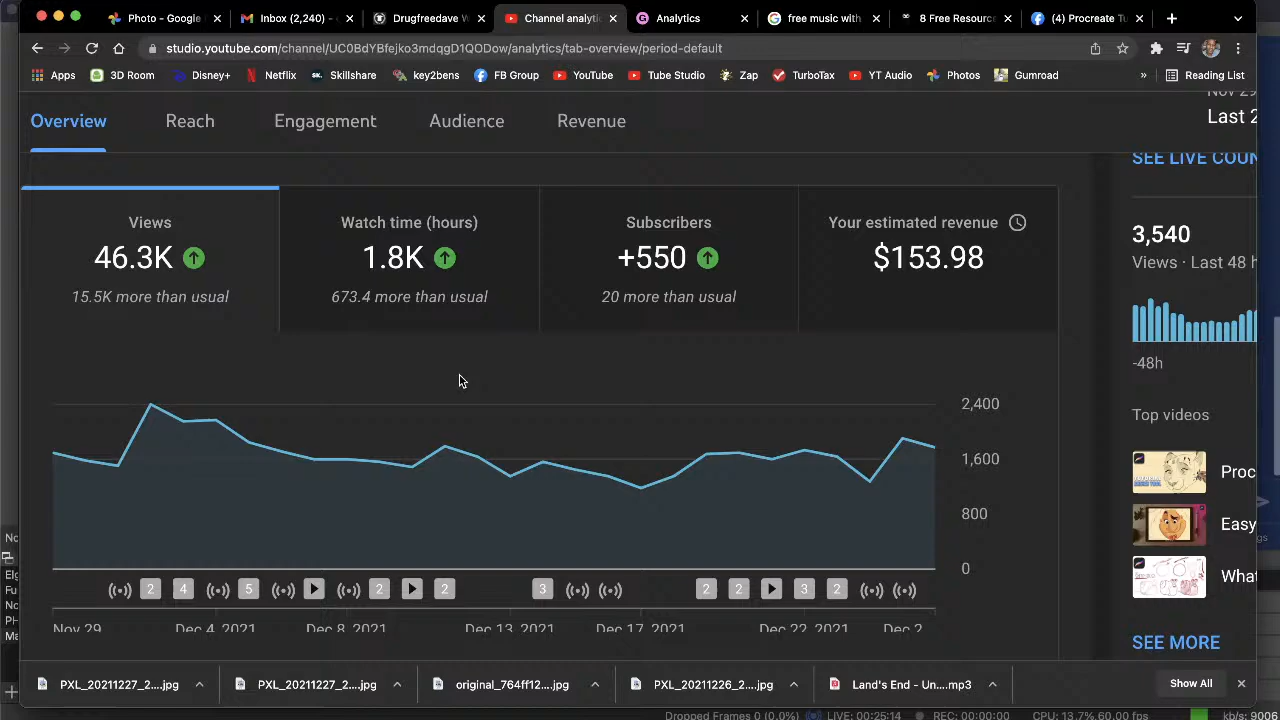 Photo - Google
Inbox (2,240) -
Drugfreedave
Channel analytic
Analytics
free music with
8 Free Resourc
(4) Procreate Tu
studio.youtube.com/channel/UC0BdYBfejko3mdqgD1QODow/analytics/tab-overview/period-default
Apps
3D Room
Disney+
Netflix
Skillshare
key2bens
FB Group
YouTube
Tube Studio
Zap
TurboTax
YT Audio
Photos
Gumroad
»
Reading List
Overview
Reach
Engagement
Audience
Revenue
Nov 29
Last 2
SEE LIVE COUN
Views
46.3K
15.5K more than usual
Watch time (hours)
1.8K
673.4 more than usual
Subscribers
+550
20 more than usual
Your estimated revenue
$153.98
3,540
Views · Last 48 h
-48h
Top videos
Proc
Easy
What
SEE MORE
2,400
1,600
800
0
2 4 5 2 2 3 2 2 3 2
Nov 29
Dec 4, 2021
Dec 8, 2021
Dec 13, 2021
Dec 17, 2021
Dec 22, 2021
Dec 2
PXL_20211227_2....jpg
PXL_20211227_2....jpg
original_764ff12....jpg
PXL_20211226_2....jpg
Land's End - Un....mp3
Show All
Dropped Frames 0 (0.0%)
LIVE: 00:25:14
REC: 00:00:00
CPU: 13.7%, 60.00 fps
kb/s: 9006